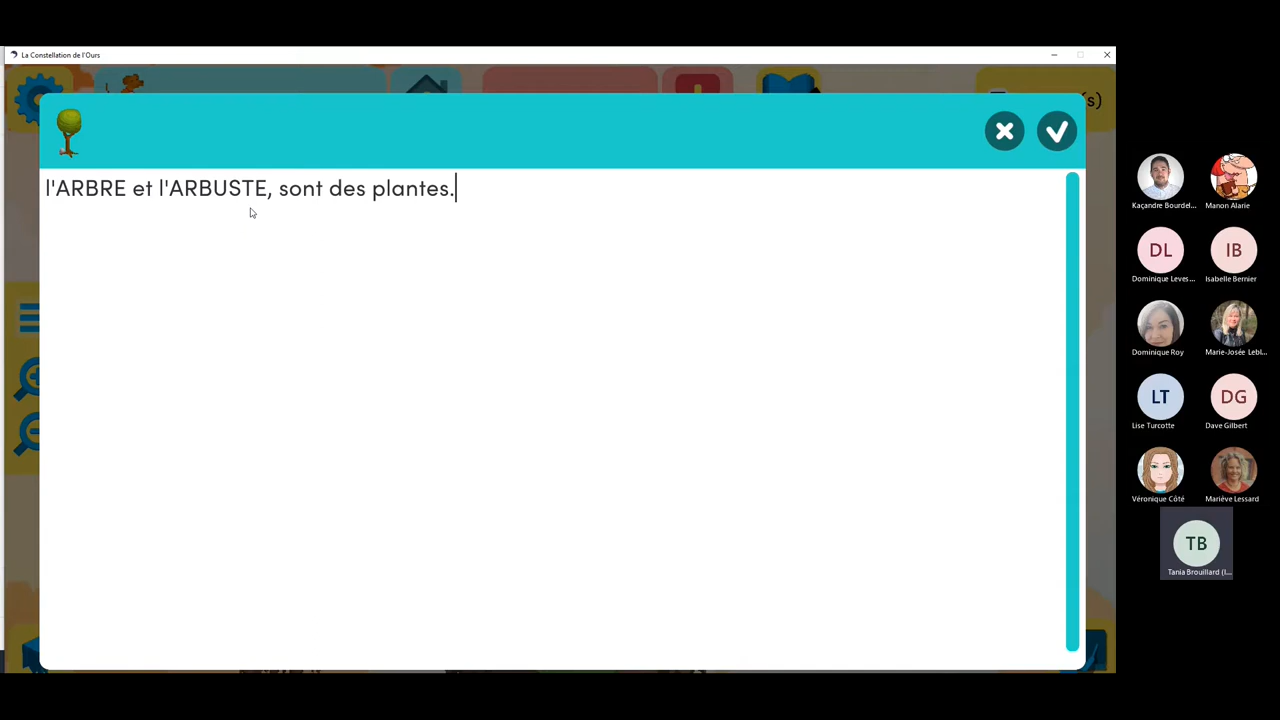 La Constellation de l'Ours
(s)
l'ARBRE et l'ARBUSTE, sont des plantes.
Kaçandre Bourdel...
Manon Alarie
DL
IB
Dominique Leves...
Isabelle Bernier
Dominique Roy
Marie-Josée Lebl...
LT
DG
Lise Turcotte
Dave Gilbert
Véronique Côté
Mariève Lessard
TB
Tania Brouillard (I...